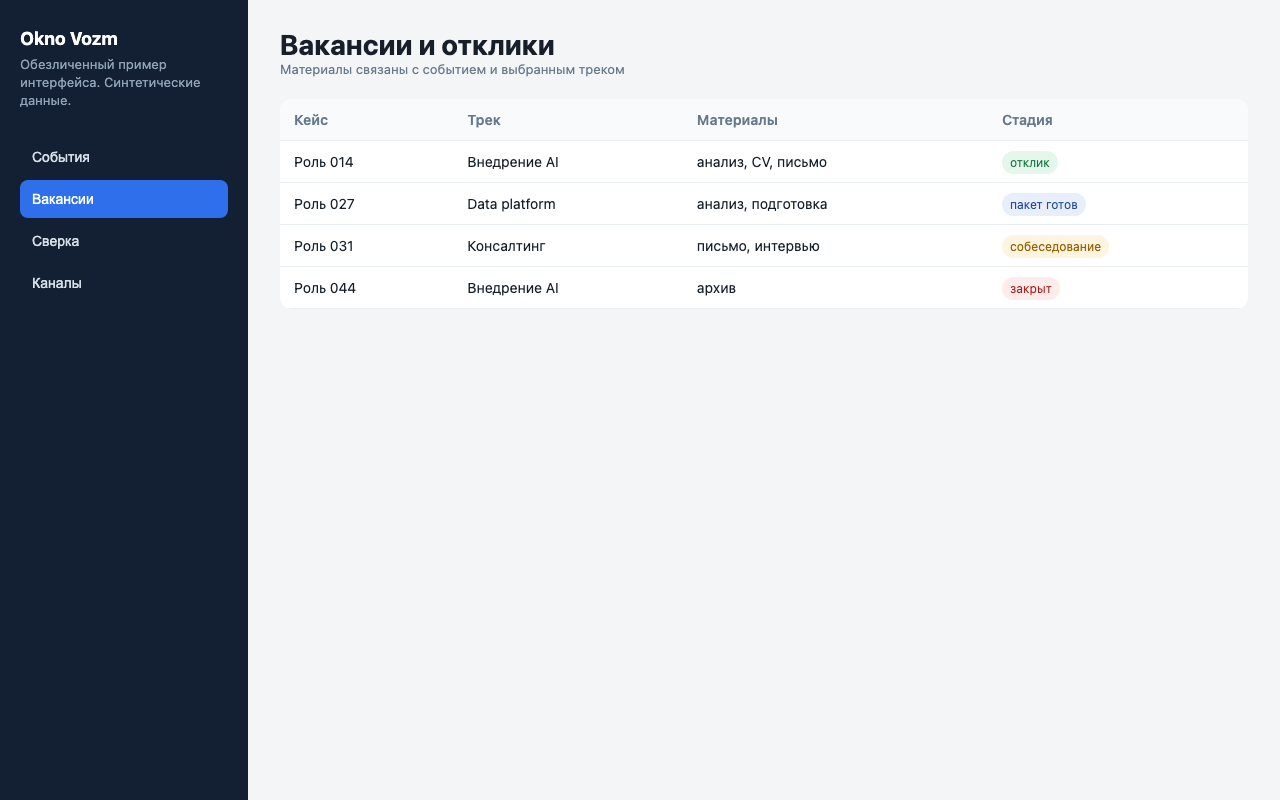 Okno Vozm
Обезличенный пример
интерфейса. Синтетические
данные.
События
Вакансии
Сверка
Каналы
Вакансии и отклики
Материалы связаны с событием и выбранным треком
Кейс Трек Материалы Стадия
Роль 014 Внедрение AI анализ, CV, письмо отклик
Роль 027 Data platform анализ, подготовка пакет готов
Роль 031 Консалтинг письмо, интервью собеседование
Роль 044 Внедрение AI архив закрыт